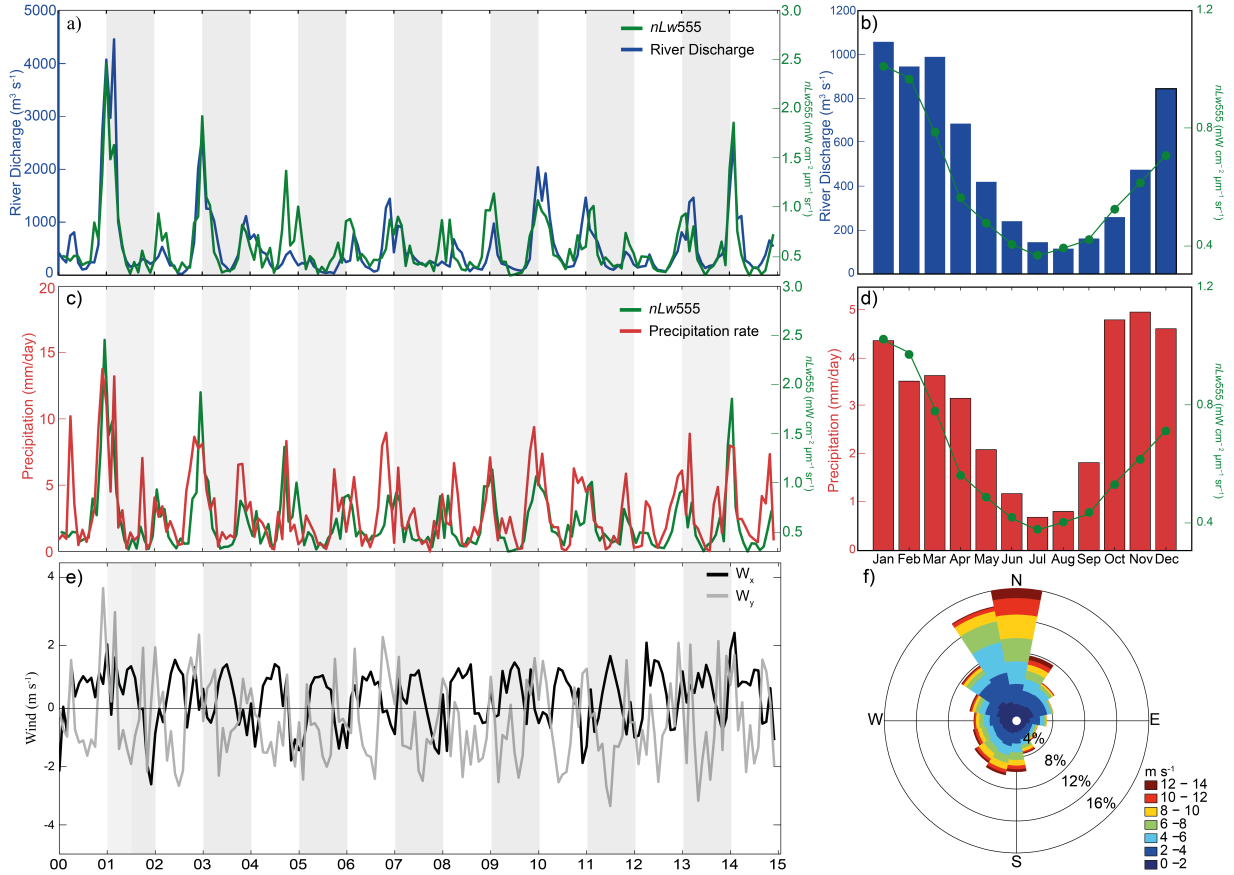 a)
nLw555
River Discharge
River Dicharge (m³ s⁻¹)
5000
4000
3000
2000
1000
0
3.0
2.5
2.0
1.5
1.0
0.5
nLw555 (mW cm⁻² μm⁻¹ sr⁻¹)
b)
River Discharge (m³ s⁻¹)
1200
1000
800
600
400
200
0
1.2
0.8
0.4
nLw555 (mW cm⁻² μm⁻¹ sr⁻¹)
c)
nLw555
Precipitation rate
Precipitation (mm/day)
20
15
10
5
0
3.0
2.5
2.0
1.5
1.0
0.5
nLw555 (mW cm⁻² μm⁻¹ sr⁻¹)
d)
Precipitation (mm/day)
5
4
3
2
1
0
1.2
0.8
0.4
nLw555 (mW cm⁻² μm⁻¹ sr⁻¹)
Jan Feb Mar Apr May Jun Jul Aug Sep Oct Nov Dec
e)
Wx
Wy
Wind (m s⁻¹)
4
2
0
-2
-4
00 01 02 03 04 05 06 07 08 09 10 11 12 13 14 15
f)
N
W
E
S
4%
8%
12%
16%
m s⁻¹
12 – 14
10 – 12
8 – 10
6 –8
4 –6
2 –4
0 –2